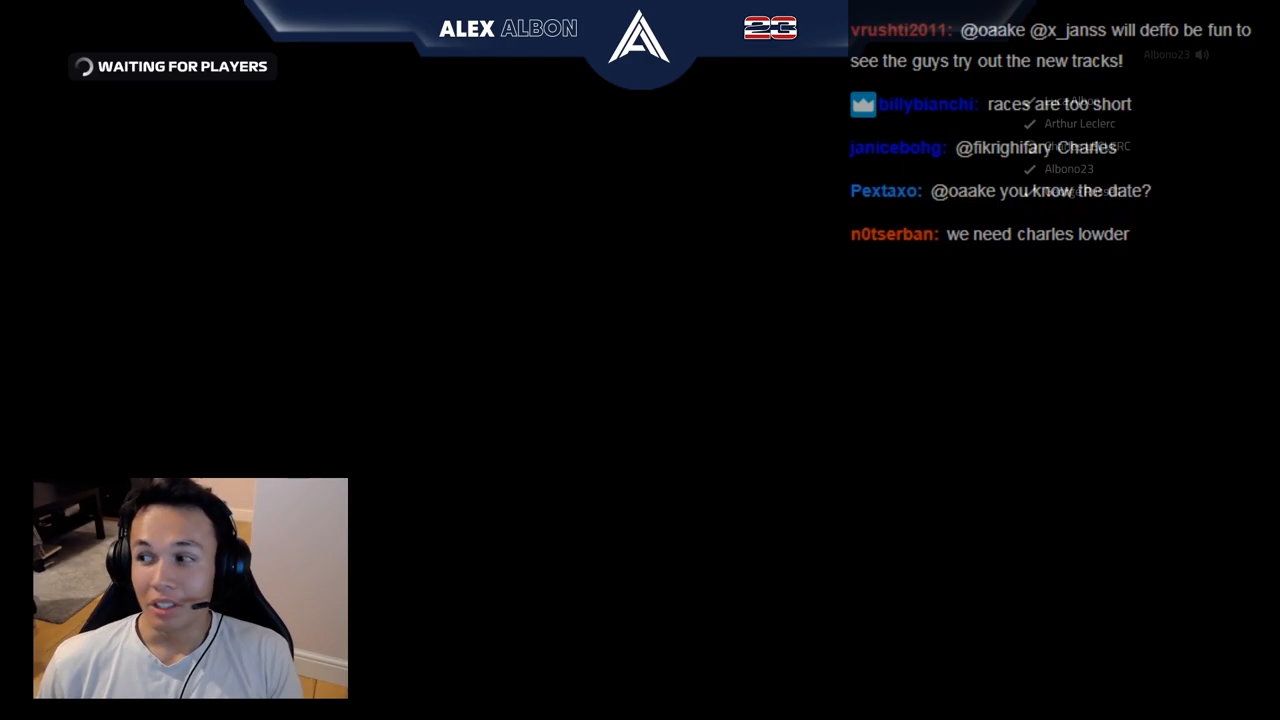 ALEX ALBON
23
WAITING FOR PLAYERS
vrushti2011: @oaake @x_janss will deffo be fun to
see the guys try out the new tracks!
Albono23
billybianchi: races are too short
Arthur Leclerc
janicebohg: @fikrighifary Charles
Albono23
Pextaxo: @oaake you know the date?
n0tserban: we need charles lowder